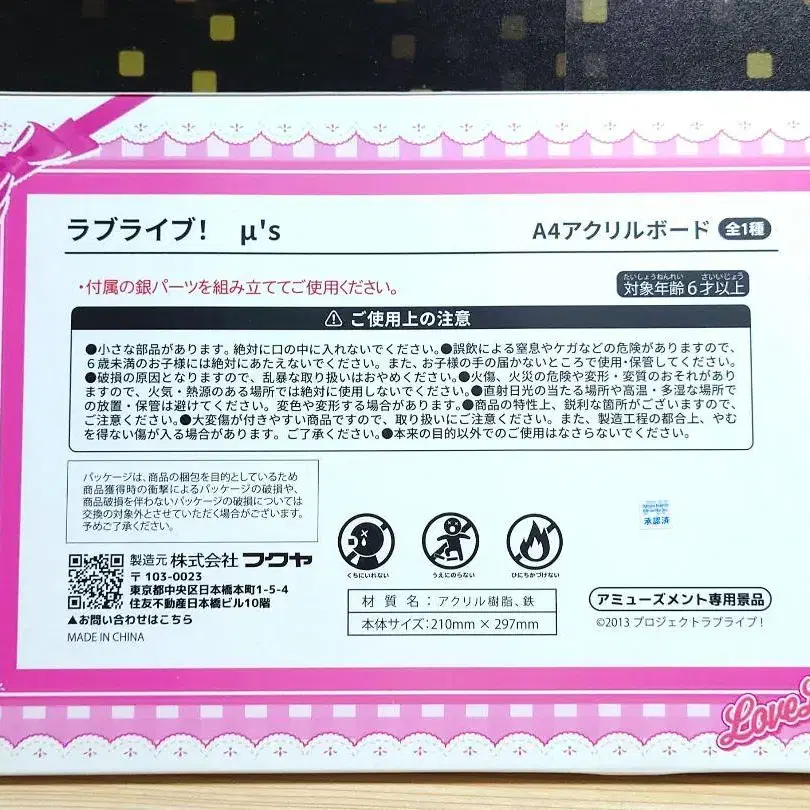 ラブライブ！ μ's
A4アクリルボード 全1種
・付属の銀パーツを組み立ててご使用ください。
たいしょうねんれい さいいじょう
対象年齢6才以上
⚠ ご使用上の注意
●小さな部品があります。絶対に口の中に入れないでください。●誤飲による窒息やケガなどの危険がありますので、
6歳未満のお子様には絶対にあたえないでください。また、お子様の手の届かないところで使用・保管してください。
●破損の原因となりますので、乱暴な取り扱いはおやめください。●火傷、火災の危険や変形・変質のおそれがあり
ますので、火気・熱源のある場所では絶対に使用しないでください。●直射日光の当たる場所や高温・多湿な場所で
の放置・保管は避けてください。変色や変形する場合があります。●商品の特性上、鋭利な箇所がございますので、
ご注意ください。●大変傷が付きやすい商品ですので、取り扱いにご注意ください。また、製造工程の都合上、やむ
を得ない傷が入る場合があります。ご了承ください。●本来の目的以外でのご使用はなさらないでください。
パッケージは、商品の梱包を目的としているため
商品獲得時の衝撃によるパッケージの破損や、
商品破損を伴わないパッケージの破損については
交換の対象外とさせていただく場合がございます。
予めご了承ください。
製造元 株式会社 フクヤ
〒103-0023
東京都中央区日本橋本町1-5-4
住友不動産日本橋ビル10階
▲お問い合わせはこちら
MADE IN CHINA
くちにいれない
うえにのらない
ひにちかづけない
材質名：アクリル樹脂、鉄
本体サイズ：210mm × 297mm
承認済
アミューズメント専用景品
©2013 プロジェクトラブライブ！
Love